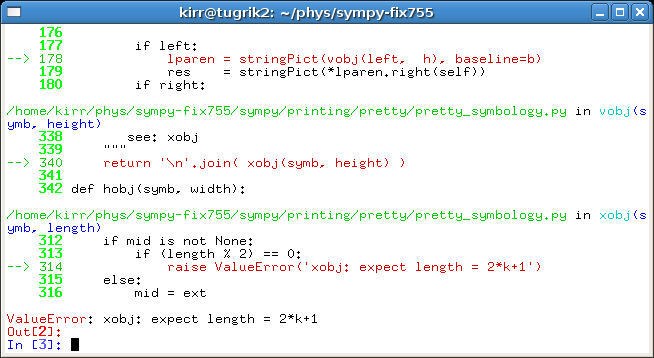 kirr@tugrik2: ~/phys/sympy-fix755
176
177 if left:
--> 178 lparen = stringPict(vobj(left, h), baseline=b)
179 res = stringPict(*lparen.right(self))
180 if right:
/home/kirr/phys/sympy-fix755/sympy/printing/pretty/pretty_symbology.py in vobj(s
ymb, height)
338 see: xobj
339 """
--> 340 return '\n'.join( xobj(symb, height) )
341
342 def hobj(symb, width):
/home/kirr/phys/sympy-fix755/sympy/printing/pretty/pretty_symbology.py in xobj(s
ymb, length)
312 if mid is not None:
313 if (length % 2) == 0:
--> 314 raise ValueError('xobj: expect length = 2*k+1')
315 else:
316 mid = ext
ValueError: xobj: expect length = 2*k+1
Out[2]:
In [3]: